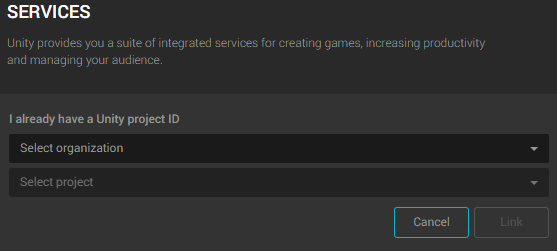 SERVICES
Unity provides you a suite of integrated services for creating games, increasing productivity
and managing your audience.
I already have a Unity project ID
Select organization
Select project
Cancel
Link